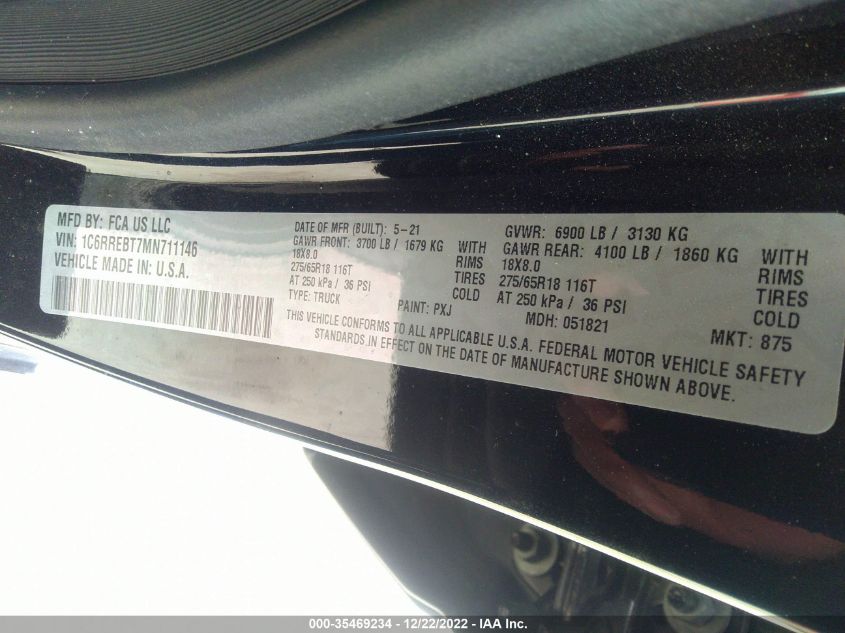 MFD BY: FCA US LLC
VIN: 1C6RREBT7MN711146
VEHICLE MADE IN: U.S.A.
DATE OF MFR (BUILT): 5-21
GAWR FRONT: 3700 LB / 1679 KG WITH
18X8.0 RIMS
275/65R18 116T TIRES
AT 250 kPa / 36 PSI COLD
TYPE: TRUCK PAINT: PXJ
GVWR: 6900 LB / 3130 KG
GAWR REAR: 4100 LB / 1860 KG WITH
18X8.0 RIMS
275/65R18 116T TIRES
AT 250 kPa / 36 PSI COLD
MDH: 051821 MKT: 875
THIS VEHICLE CONFORMS TO ALL APPLICABLE U.S.A. FEDERAL MOTOR VEHICLE SAFETY
STANDARDS IN EFFECT ON THE DATE OF MANUFACTURE SHOWN ABOVE.
000-35469234 - 12/22/2022 - IAA Inc.